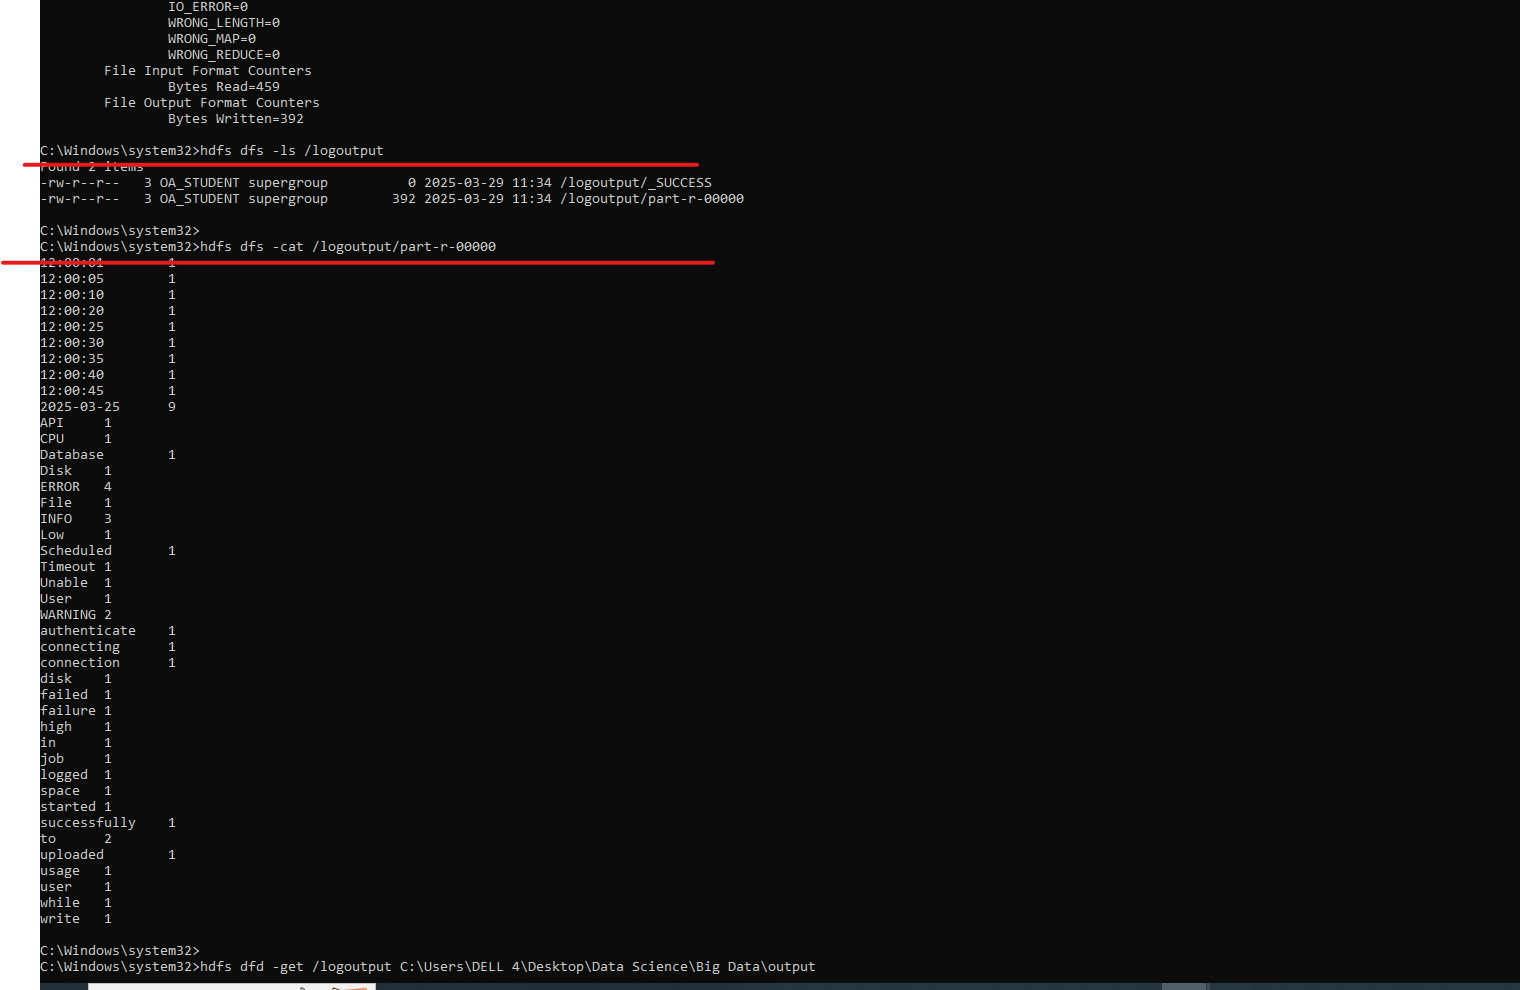 IO_ERROR=0
WRONG_LENGTH=0
WRONG_MAP=0
WRONG_REDUCE=0
File Input Format Counters
Bytes Read=459
File Output Format Counters
Bytes Written=392
C:\Windows\system32>hdfs dfs -ls /logoutput
Found 2 items
-rw-r--r--   3 OA_STUDENT supergroup          0 2025-03-29 11:34 /logoutput/_SUCCESS
-rw-r--r--   3 OA_STUDENT supergroup        392 2025-03-29 11:34 /logoutput/part-r-00000
C:\Windows\system32>
C:\Windows\system32>hdfs dfs -cat /logoutput/part-r-00000
12:00:01        1
12:00:05        1
12:00:10        1
12:00:20        1
12:00:25        1
12:00:30        1
12:00:35        1
12:00:40        1
12:00:45        1
2025-03-25      9
API     1
CPU     1
Database        1
Disk    1
ERROR   4
File    1
INFO    3
Low     1
Scheduled       1
Timeout 1
Unable  1
User    1
WARNING 2
authenticate    1
connecting      1
connection      1
disk    1
failed  1
failure 1
high    1
in      1
job     1
logged  1
space   1
started 1
successfully    1
to      2
uploaded        1
usage   1
user    1
while   1
write   1
C:\Windows\system32>
C:\Windows\system32>hdfs dfd -get /logoutput C:\Users\DELL 4\Desktop\Data Science\Big Data\output